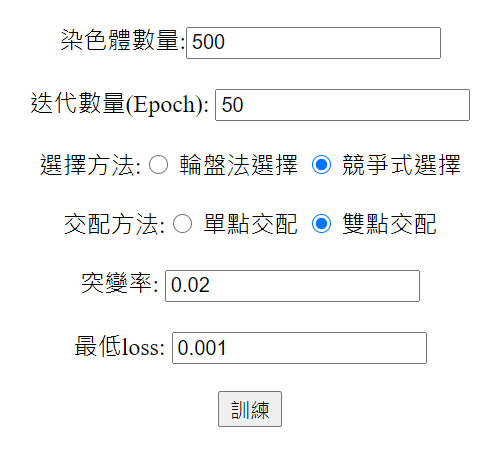 染色體數量:500
迭代數量(Epoch): 50
選擇方法: 輪盤法選擇 競爭式選擇
交配方法: 單點交配 雙點交配
突變率: 0.02
最低loss: 0.001
訓練